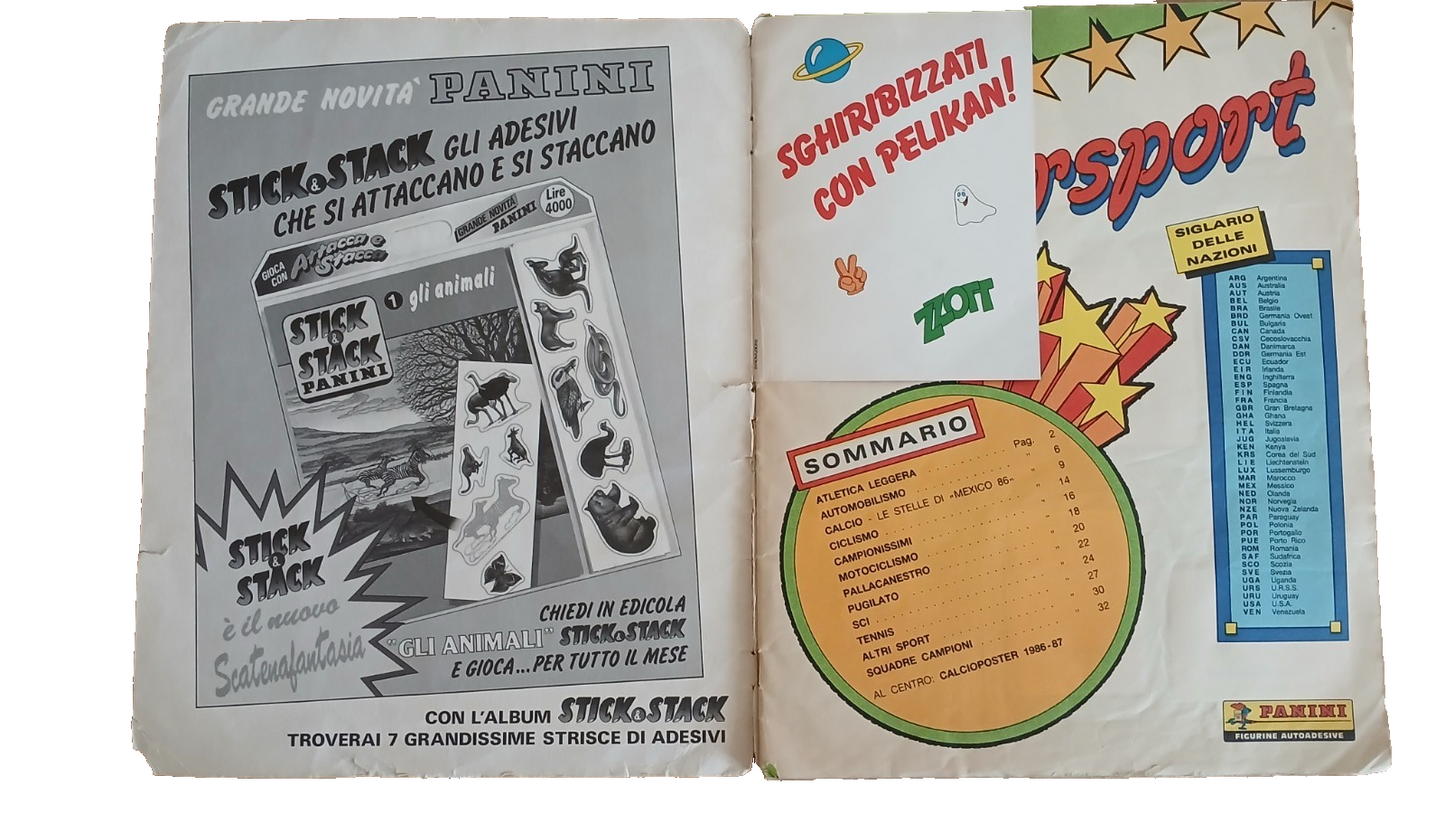 GRANDE NOVITA` PANINI
STICK & STACK GLI ADESIVI
CHE SI ATTACCANO E SI STACCANO
GIOCA CON
Attacca e Stacca
GRANDE NOVITA` PANINI
Lire 4000
STICK & STACK PANINI
1 gli animali
STICK & STACK
è il nuovo
Scatenafantasia
CHIEDI IN EDICOLA
"GLI ANIMALI" STICK & STACK
E GIOCA...PER TUTTO IL MESE
CON L'ALBUM STICK & STACK
TROVERAI 7 GRANDISSIME STRISCE DI ADESIVI
SGHIRIBIZZATI
CON PELIKAN!
ZZOTT
rsport
SIGLARIO
DELLE
NAZIONI
ARG Argentina
AUS Australia
AUT Austria
BEL Belgio
BRA Brasile
BRD Germania Ovest
BUL Bulgaria
CAN Canada
CSV Cecoslovacchia
DAN Danimarca
DDR Germania Est
ECU Ecuador
EIR Irlanda
ENG Inghilterra
ESP Spagna
FIN Finlandia
FRA Francia
GBR Gran Bretagna
GHA Ghana
HEL Svizzera
ITA Italia
JUG Jugoslavia
KEN Kenya
KRS Corea del Sud
LIE Liechtenstein
LUX Lussemburgo
MAR Marocco
MEX Messico
NED Olanda
NOR Norvegia
NZE Nuova Zelanda
PAR Paraguay
POL Polonia
POR Portogallo
PUE Porto Rico
ROM Romania
SAF Sudafrica
SCO Scozia
SVE Svezia
UGA Uganda
URS U.R.S.S.
URU Uruguay
USA U.S.A.
VEN Venezuela
SOMMARIO
ATLETICA LEGGERA Pag. 2
AUTOMOBILISMO " 6
CALCIO - LE STELLE DI «MEXICO 86» " 9
CICLISMO " 14
CAMPIONISSIMI " 16
MOTOCICLISMO " 18
PALLACANESTRO " 20
PUGILATO " 22
SCI " 24
TENNIS " 27
ALTRI SPORT " 30
SQUADRE CAMPIONI " 32
AL CENTRO: CALCIOPOSTER 1986-87
PANINI
FIGURINE AUTOADESIVE